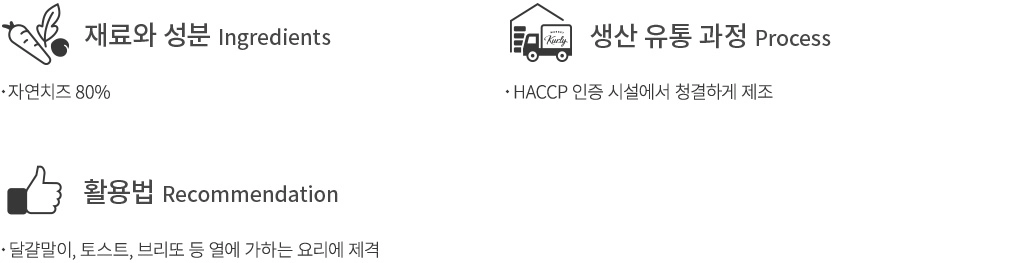 재료와 성분 Ingredients
· 자연치즈 80%
MARKET
Kurly
생산 유통 과정 Process
· HACCP 인증 시설에서 청결하게 제조
활용법 Recommendation
· 달걀말이, 토스트, 브리또 등 열에 가하는 요리에 제격